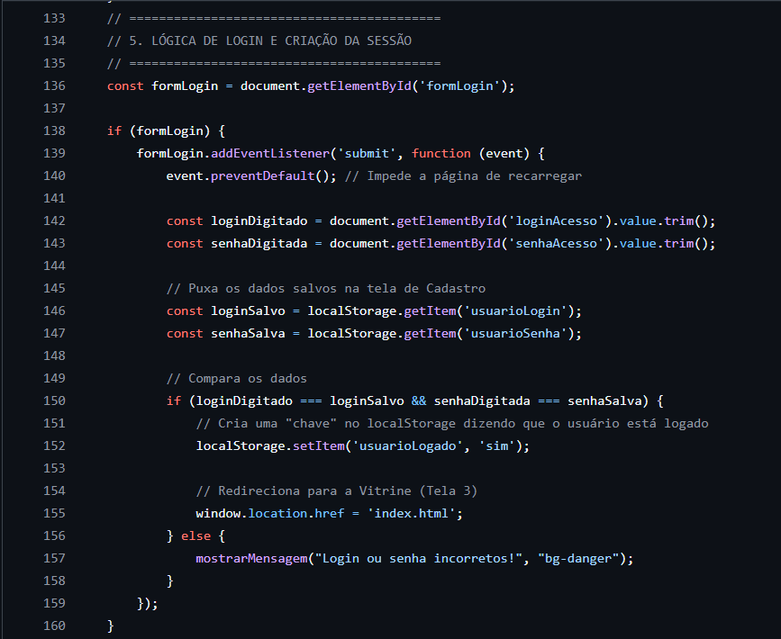 133 // ==========================================
134 // 5. LÓGICA DE LOGIN E CRIAÇÃO DA SESSÃO
135 // ==========================================
136 const formLogin = document.getElementById('formLogin');
137
138 if (formLogin) {
139 formLogin.addEventListener('submit', function (event) {
140 event.preventDefault(); // Impede a página de recarregar
141
142 const loginDigitado = document.getElementById('loginAcesso').value.trim();
143 const senhaDigitada = document.getElementById('senhaAcesso').value.trim();
144
145 // Puxa os dados salvos na tela de Cadastro
146 const loginSalvo = localStorage.getItem('usuarioLogin');
147 const senhaSalva = localStorage.getItem('usuarioSenha');
148
149 // Compara os dados
150 if (loginDigitado === loginSalvo && senhaDigitada === senhaSalva) {
151 // Cria uma "chave" no localStorage dizendo que o usuário está logado
152 localStorage.setItem('usuarioLogado', 'sim');
153
154 // Redireciona para a Vitrine (Tela 3)
155 window.location.href = 'index.html';
156 } else {
157 mostrarMensagem("Login ou senha incorretos!", "bg-danger");
158 }
159 });
160 }